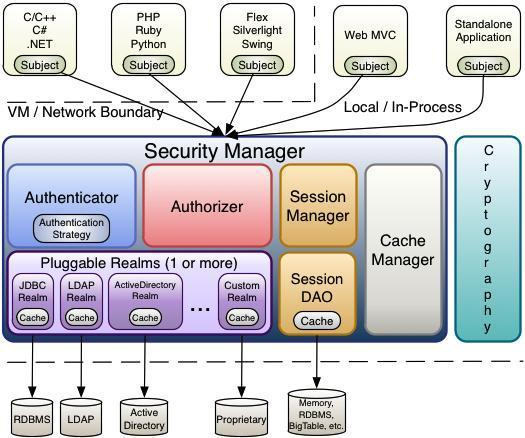 C/C++
C#
.NET
Subject
PHP
Ruby
Python
Subject
Flex
Silverlight
Swing
Subject
Web MVC
Subject
Standalone
Application
Subject
VM / Network Boundary
Local / In-Process
Security Manager
Authenticator
Authentication
Strategy
Authorizer
Session
Manager
Cache
Manager
Cryptography
Pluggable Realms (1 or more)
JDBC
Realm
Cache
LDAP
Realm
Cache
ActiveDirectory
Realm
Cache
...
Custom
Realm
Cache
Session
DAO
Cache
RDBMS
LDAP
Active
Directory
Proprietary
Memory,
RDBMS,
BigTable, etc.